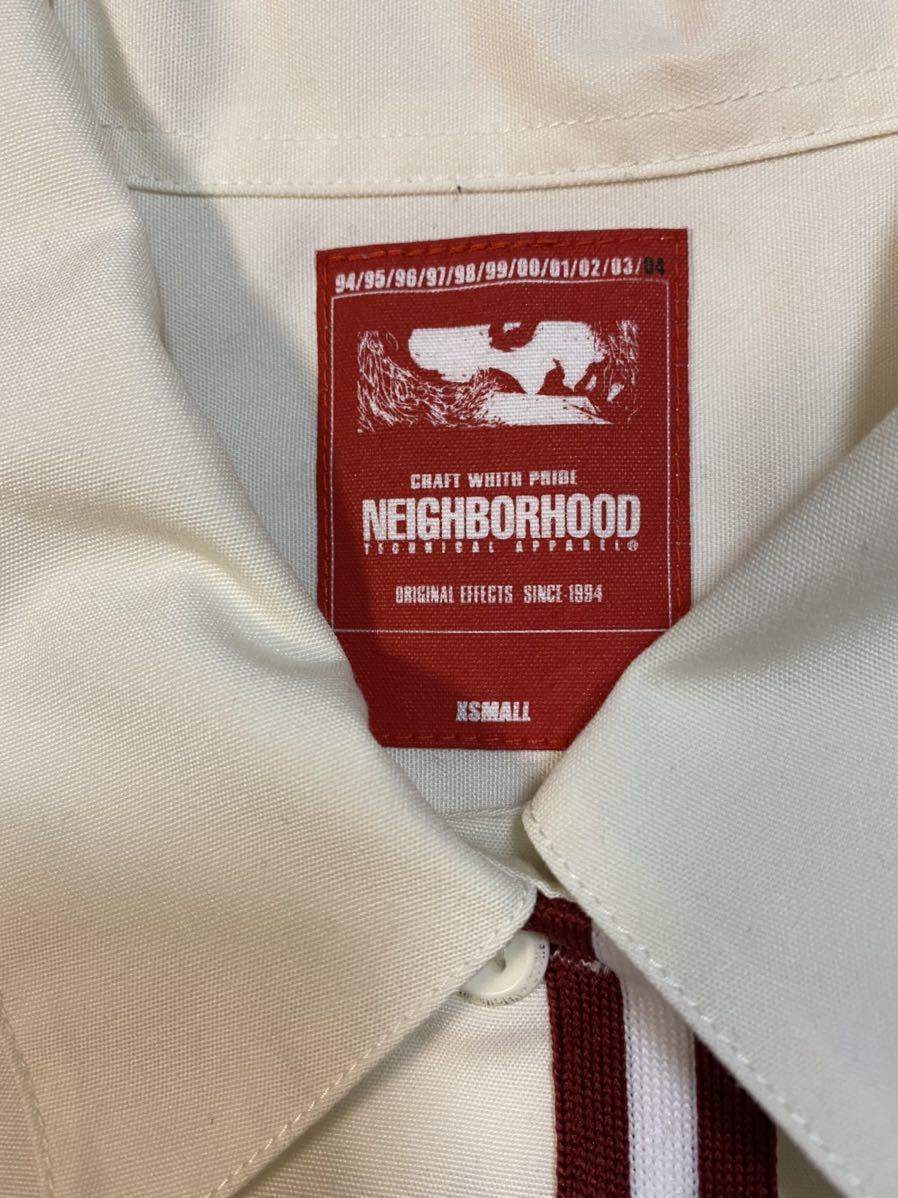 94/95/96/97/98/99/00/01/02/03/04
CRAFT WHITH PRIDE
NEIGHBORHOOD
TECHNICAL APPAREL®
ORIGINAL EFFECTS SINCE-1994
XSMALL